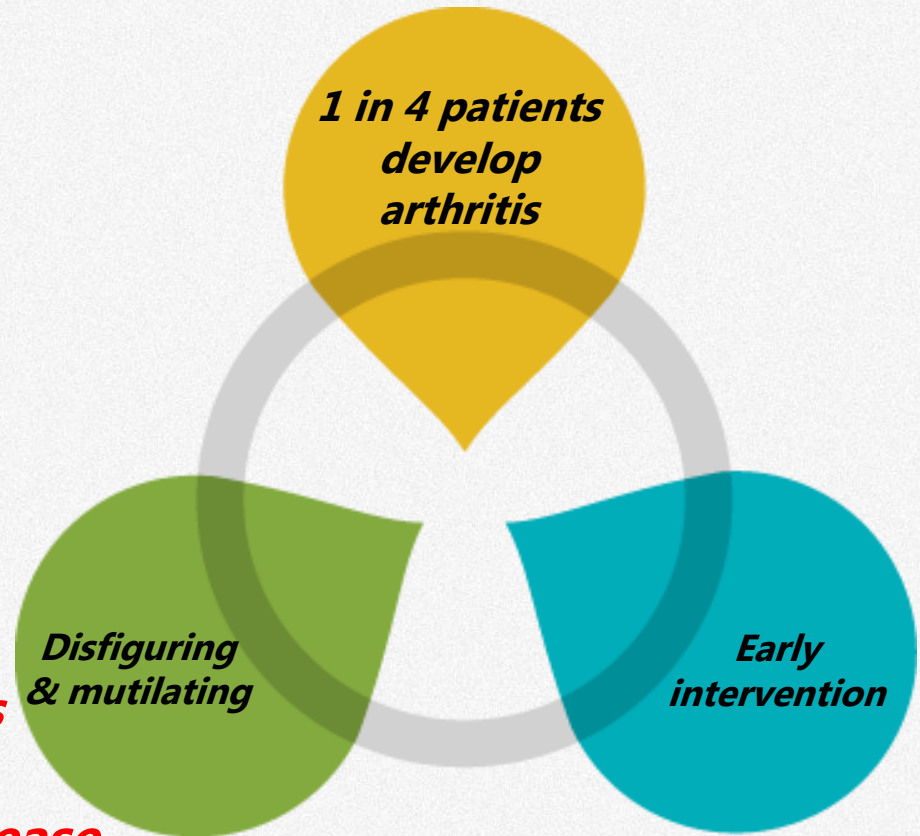 1 in 4 patients
develop
arthritis
Disfiguring
& mutilating
Early
intervention